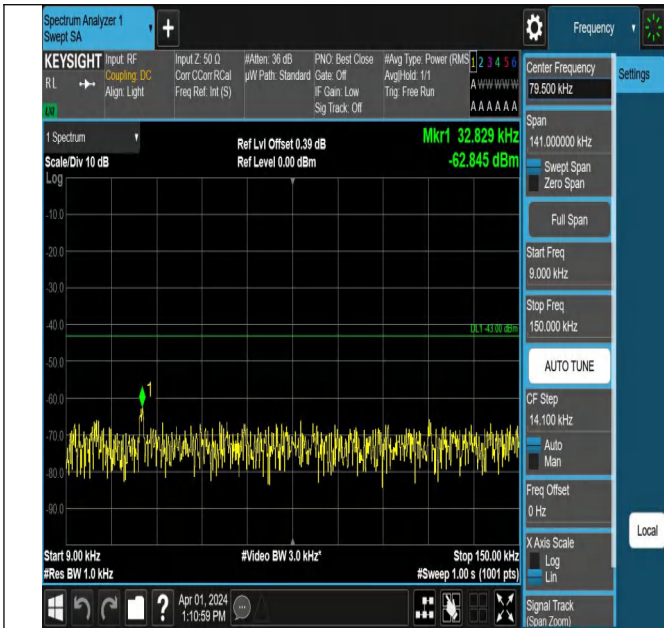 Spectrum Analyzer 1
Swept SA
+
Frequency
KEYSIGHT
RL
LXI
Input: RF
Coupling: DC
Align: Light
Input Z: 50 Ω
Corr CCorr RCal
Freq Ref: Int (S)
#Atten: 36 dB
µW Path: Standard
PNO: Best Close
Gate: Off
IF Gain: Low
Sig Track: Off
#Avg Type: Power (RMS
Avg|Hold: 1/1
Trig: Free Run
1 2 3 4 5 6
A W W W W W
A A A A A A
1 Spectrum
Scale/Div 10 dB
Log
Ref Lvl Offset 0.39 dB
Ref Level 0.00 dBm
Mkr1 32.829 kHz
-62.845 dBm
-10.0
-20.0
-30.0
-40.0
DL1 -43.00 dBm
-50.0
-60.0
1
-70.0
-80.0
-90.0
Start 9.00 kHz
#Res BW 1.0 kHz
#Video BW 3.0 kHz*
Stop 150.00 kHz
#Sweep 1.00 s (1001 pts)
?
Apr 01, 2024
1:10:59 PM
Center Frequency
79.500 kHz
Settings
Span
141.000000 kHz
Swept Span
Zero Span
Full Span
Start Freq
9.000 kHz
Stop Freq
150.000 kHz
AUTO TUNE
CF Step
14.100 kHz
Auto
Man
Freq Offset
0 Hz
Local
X Axis Scale
Log
Lin
Signal Track
(Span Zoom)